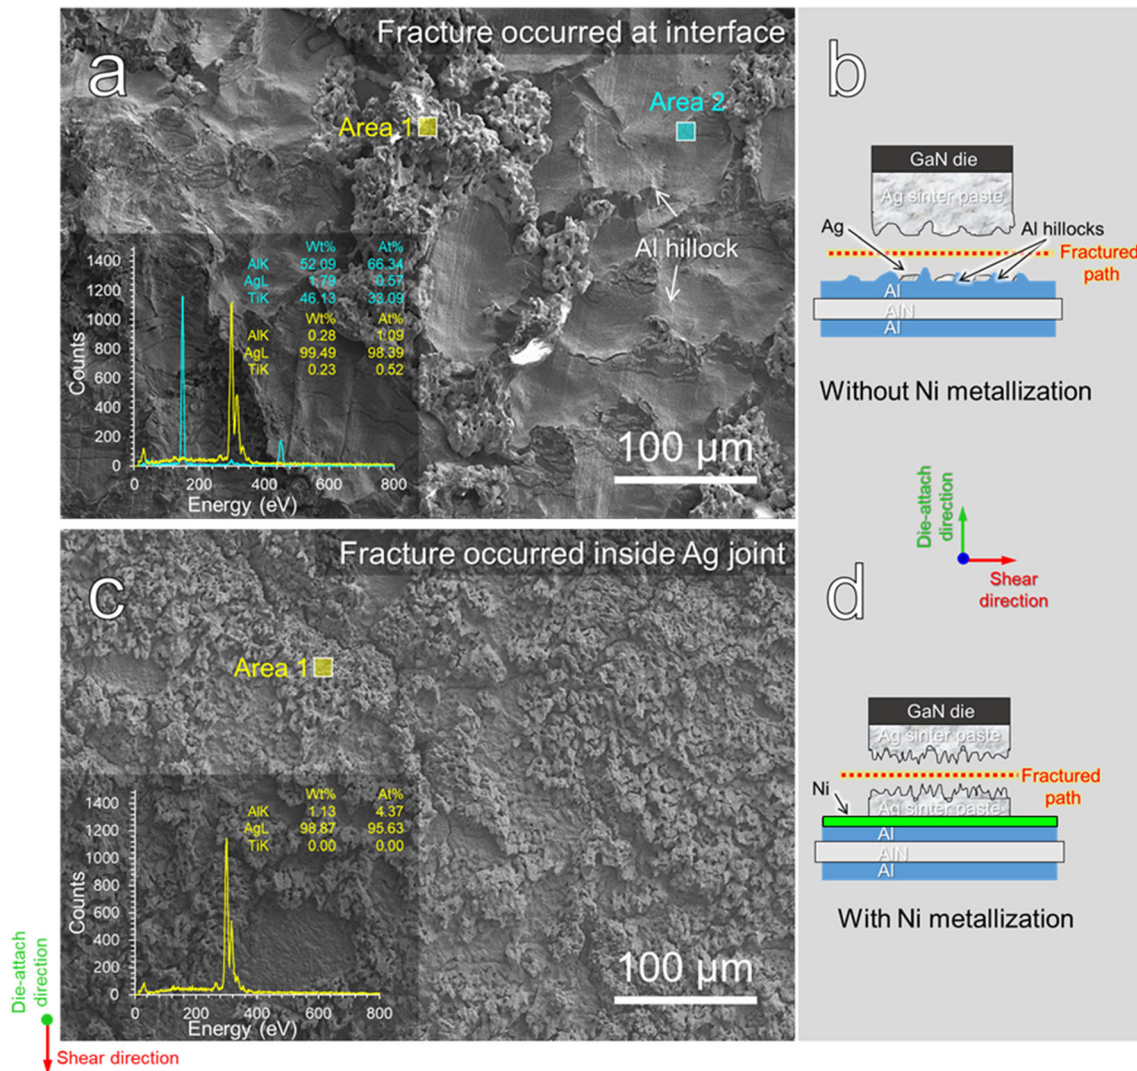 Fracture occurred at interface
a
Area 1
Area 2
Al hillock
Wt% At%
AlK 52.09 66.34
AgL 1.79 0.57
TiK 46.13 33.09
Wt% At%
AlK 0.28 1.09
AgL 99.49 98.39
TiK 0.23 0.52
Counts
1400
1200
1000
800
600
400
200
0
0 200 400 600 800
Energy (eV)
100 μm
b
GaN die
Ag sinter paste
Ag
Al hillocks
Fractured
path
Al
AlN
Al
Without Ni metallization
Die-attach
direction
Shear
direction
Fracture occurred inside Ag joint
c
Area 1
Wt% At%
AlK 1.13 4.37
AgL 98.87 95.63
TiK 0.00 0.00
Counts
1400
1200
1000
800
600
400
200
0
0 200 400 600 800
Energy (eV)
100 μm
d
GaN die
Ag sinter paste
Ni
Fractured
path
Ag sinter paste
Al
AlN
Al
With Ni metallization
Die-attach
direction
Shear direction